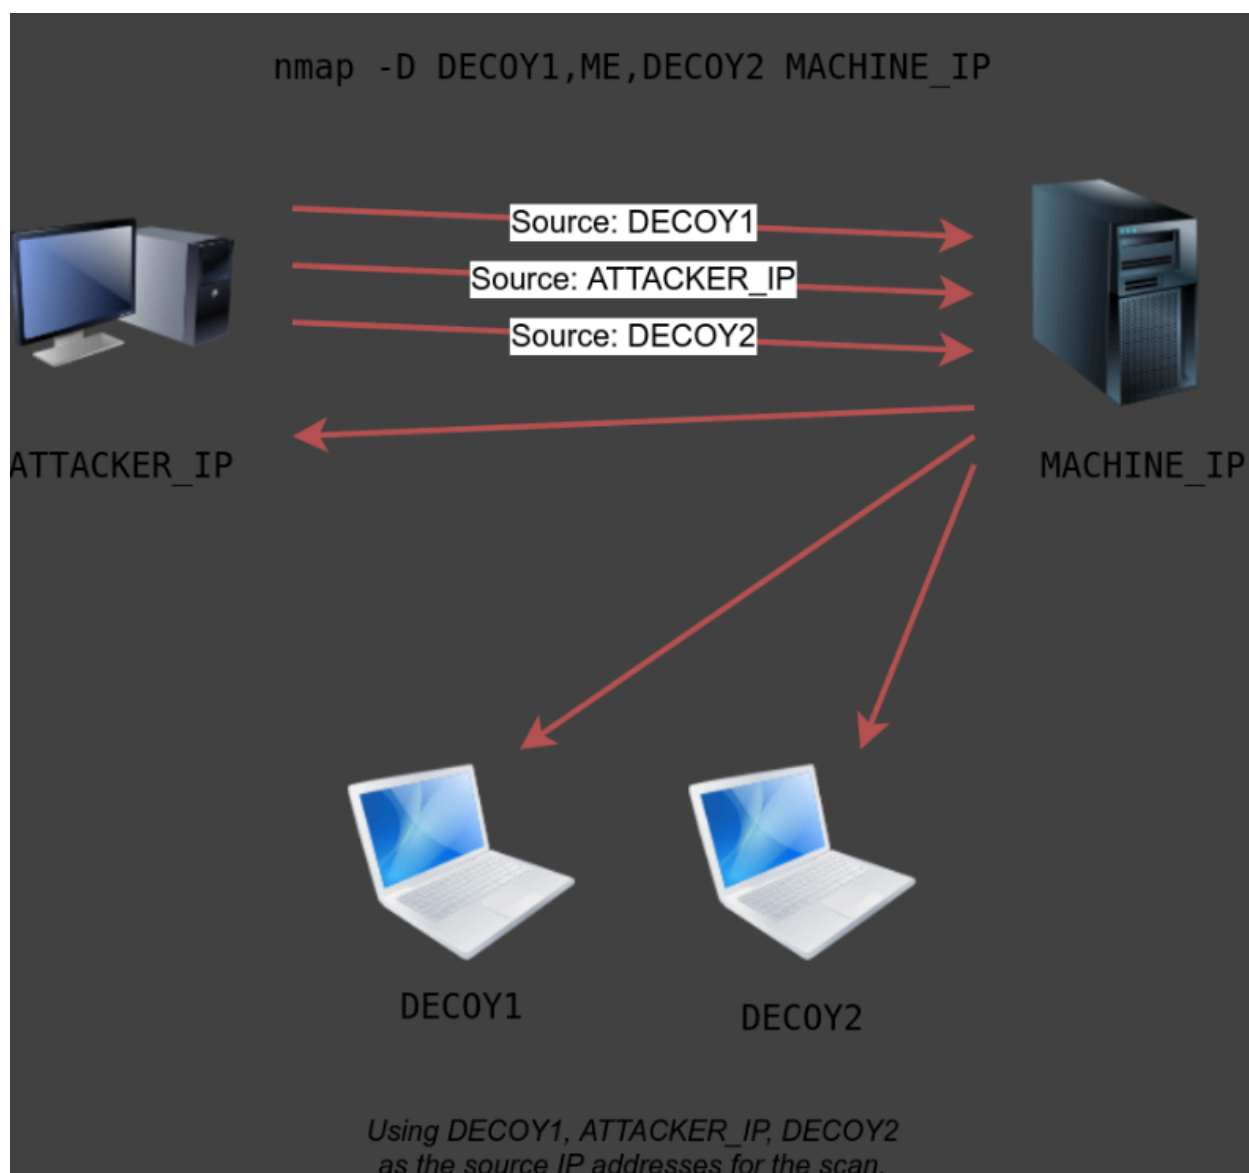 nmap -D DECOY1,ME,DECOY2 MACHINE_IP
Source: DECOY1
Source: ATTACKER_IP
Source: DECOY2
ATTACKER_IP
MACHINE_IP
DECOY1
DECOY2
Using DECOY1, ATTACKER_IP, DECOY2
as the source IP addresses for the scan.